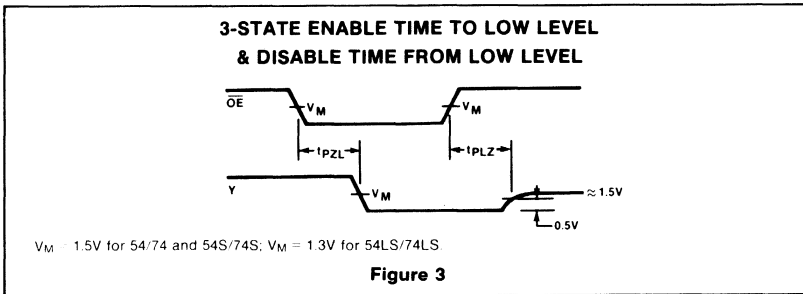 3-STATE ENABLE TIME TO LOW LEVEL
& DISABLE TIME FROM LOW LEVEL
OE
VM
VM
tPZL
tPLZ
Y
VM
≈ 1.5V
0.5V
VM = 1.5V for 54/74 and 54S/74S; VM = 1.3V for 54LS/74LS.
Figure 3